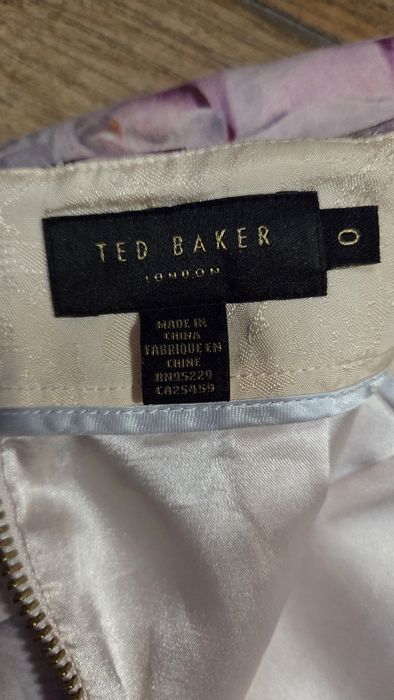 TED BAKER
LONDON
0
MADE IN
CHINA
FABRIQUE EN
CHINE
RN95229
CA25459